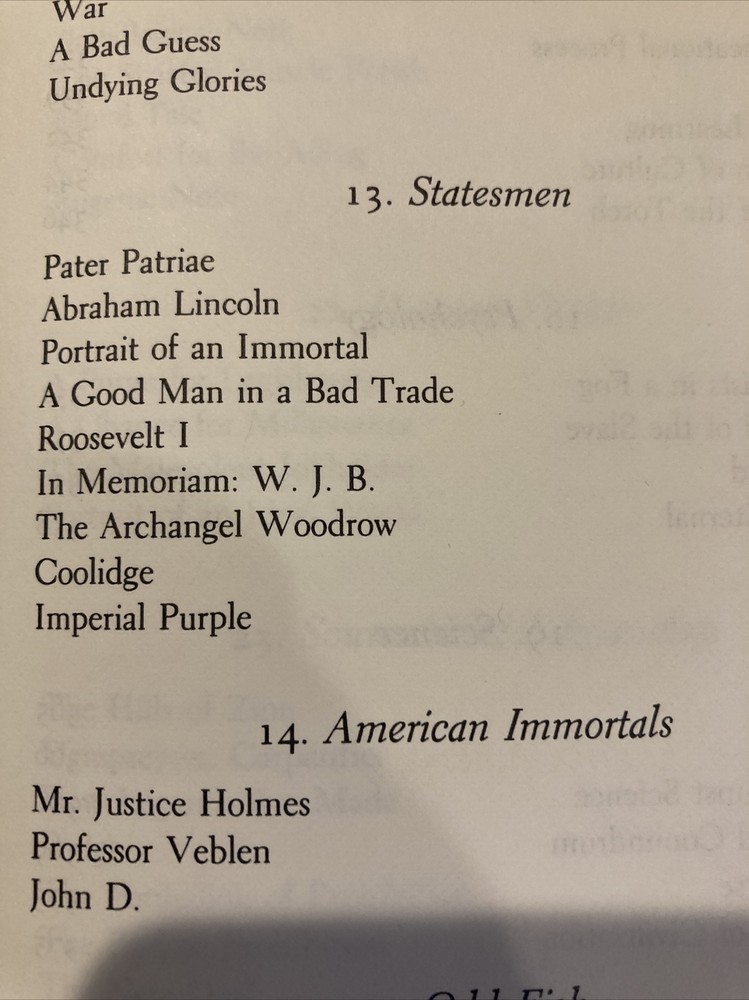 War
A Bad Guess
Undying Glories
13. Statesmen
Pater Patriae
Abraham Lincoln
Portrait of an Immortal
A Good Man in a Bad Trade
Roosevelt I
In Memoriam: W. J. B.
The Archangel Woodrow
Coolidge
Imperial Purple
14. American Immortals
Mr. Justice Holmes
Professor Veblen
John D.